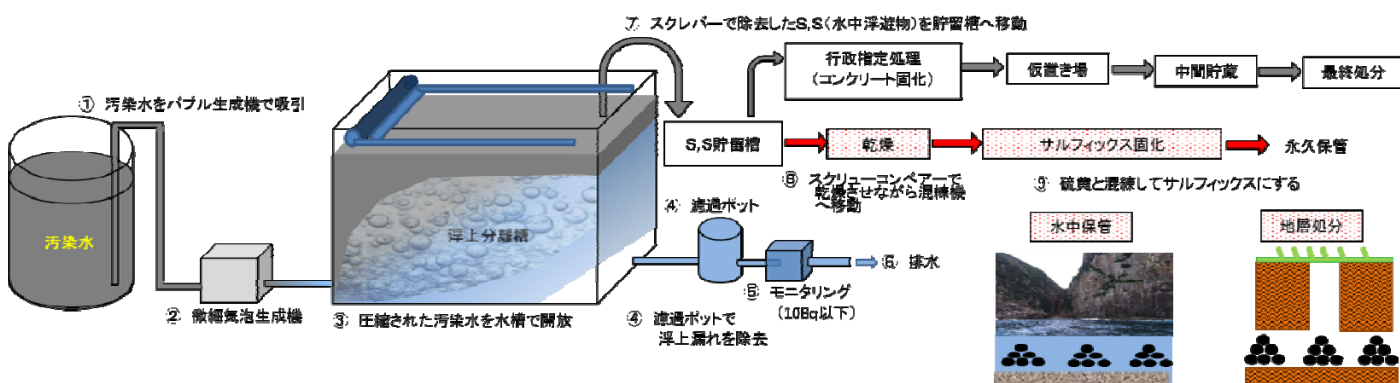 ⑦ スクレバーで除去したS,S(水中浮遊物)を貯留槽へ移動
行政指定処理
(コンクリート固化)
仮置き場
中間貯蔵
最終処分
① 汚染水をバブル生成機で吸引
S,S貯留槽
乾燥
サルフィックス固化
永久保管
⑧ スクリューコンベアーで
乾燥させながら混練機
へ移動
⑨ 硫黄と混練してサルフィックスにする
汚染水
浮上分離槽
④ 濾過ポット
水中保管
地層処分
⑥ 排水
② 微細気泡生成機
③ 圧縮された汚染水を水槽で開放
④ 濾過ポットで
浮上漏れを除去
⑤ モニタリング
(10Bq以下)